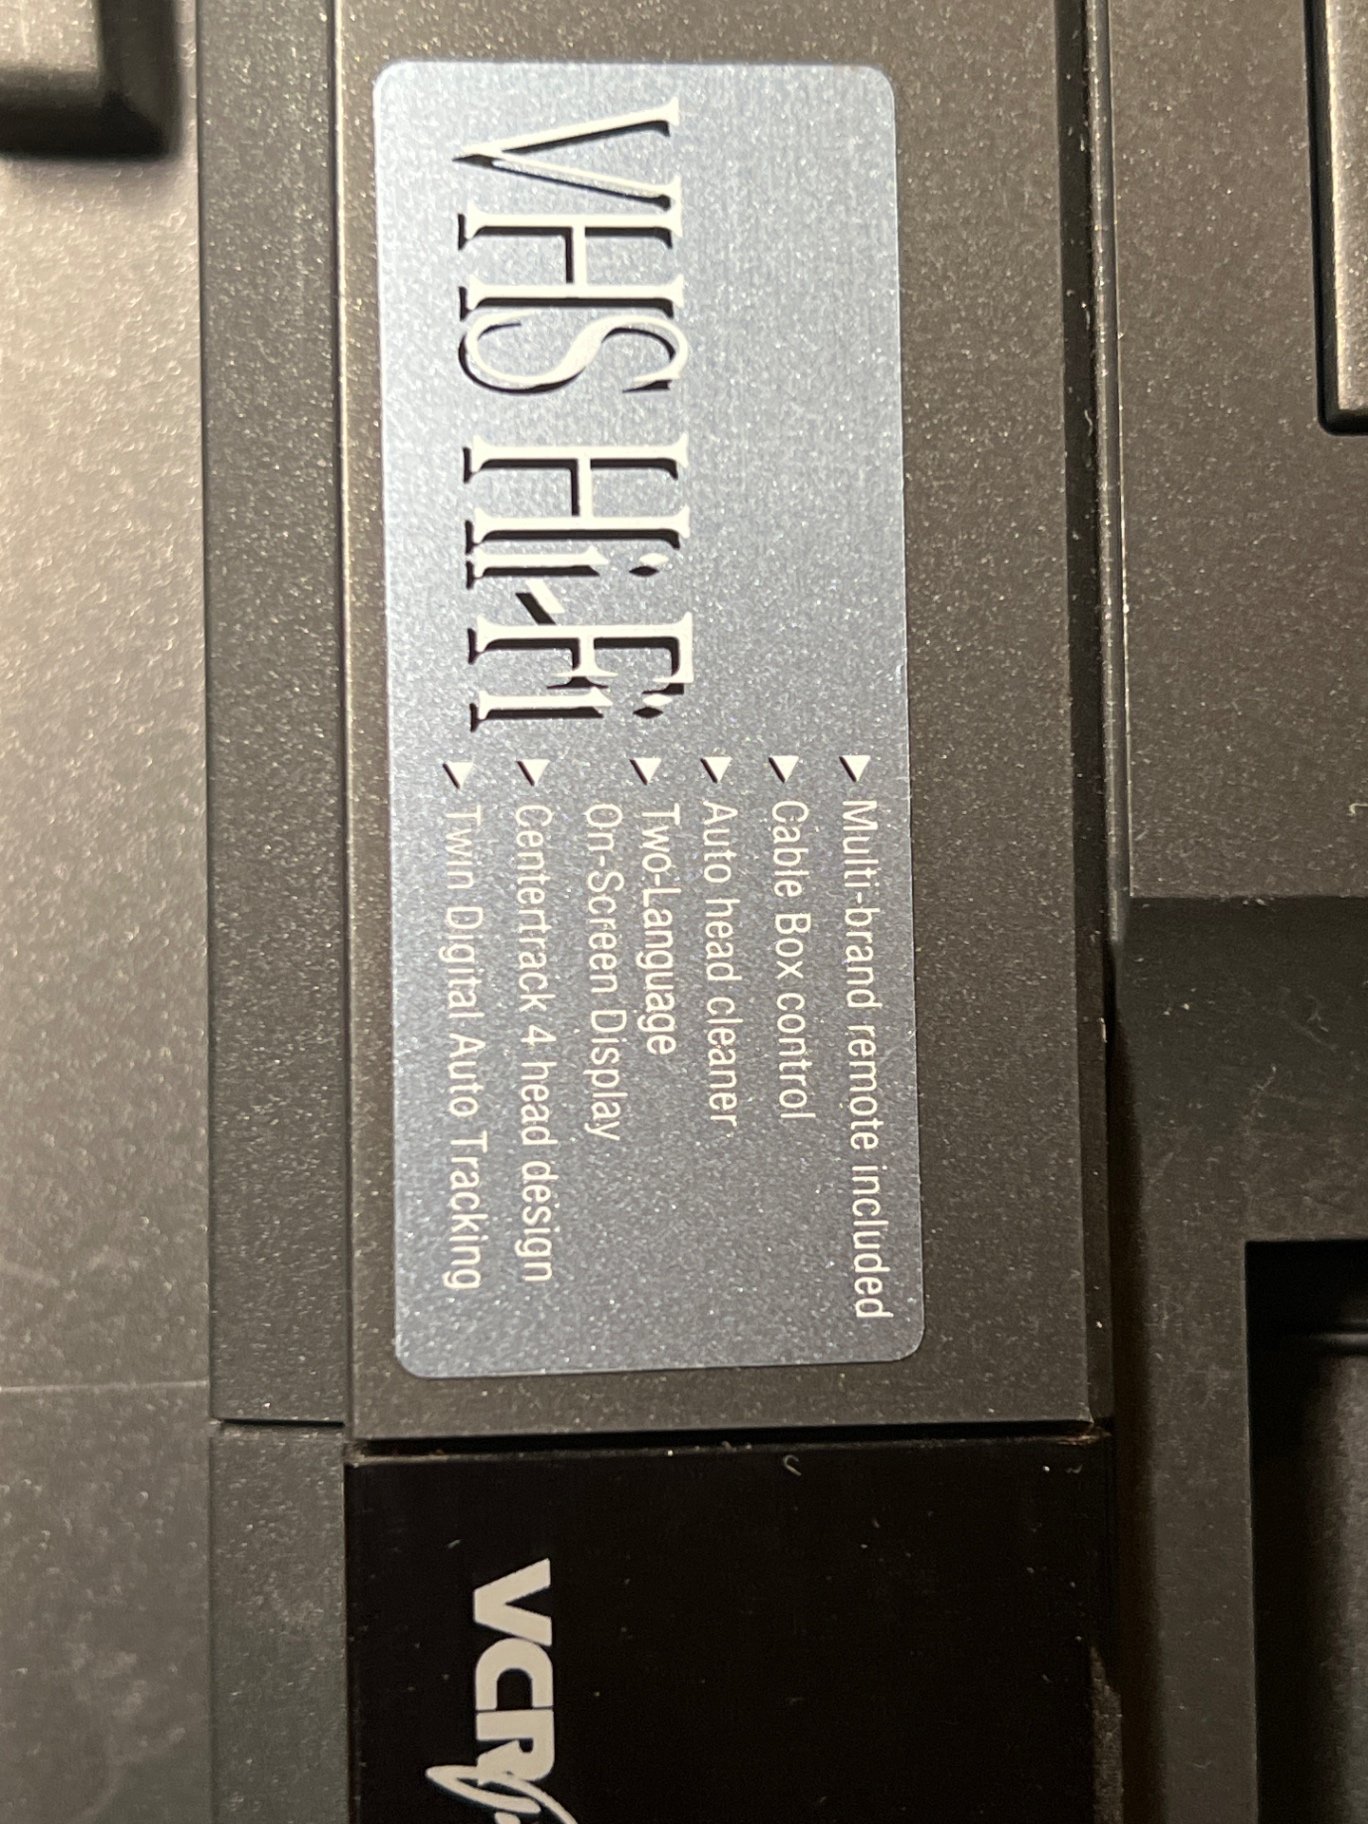 VHS Hi-Fi
▶ Multi-brand remote included
▶ Cable Box control
▶ Auto head cleaner
▶ Two-Language
On-Screen Display
▶ Centertrack 4 head design
▶ Twin Digital Auto Tracking
VCR